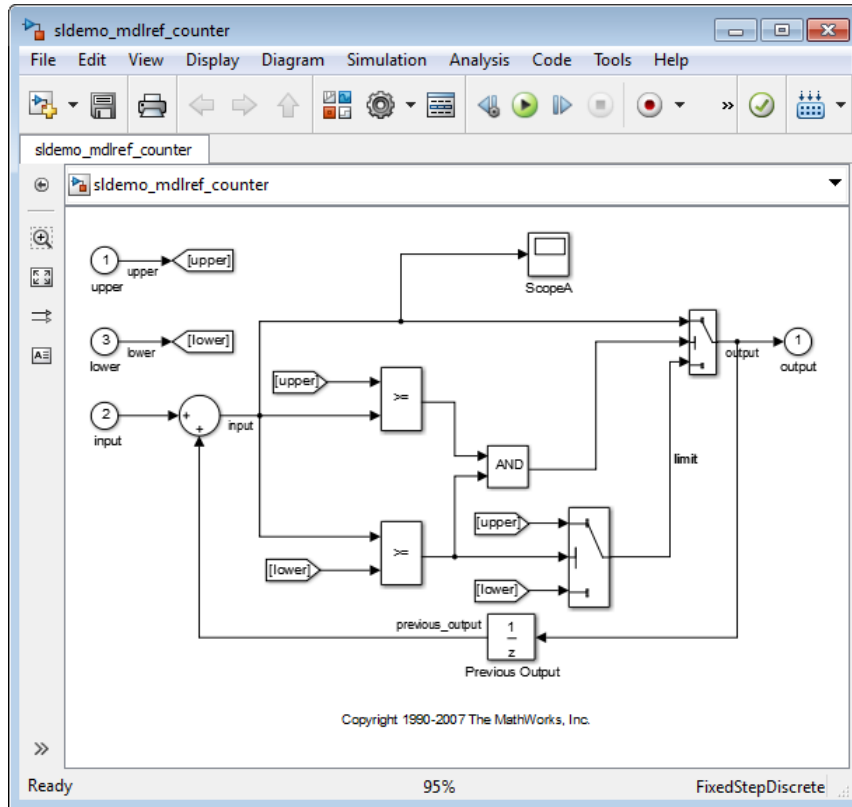 sldemo_mdlref_counter
File Edit View Display Diagram Simulation Analysis Code Tools Help
sldemo_mdlref_counter
sldemo_mdlref_counter
1
upper
upper
[upper]
ScopeA
3
lower
lower
[lower]
output
1
output
[upper]
>=
2
input
+
+
input
AND
limit
[upper]
>=
[lower]
[lower]
previous_output
1
z
Previous Output
Copyright 1990-2007 The MathWorks, Inc.
Ready 95% FixedStepDiscrete